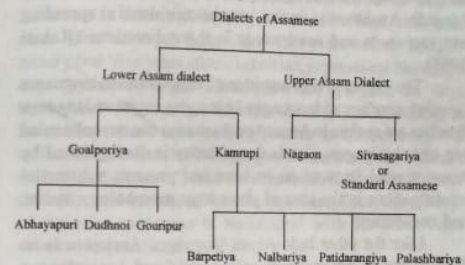 Dialects of Assamese
Lower Assam dialect
Upper Assam Dialect
Goalporiya
Kamrupi
Nagaon
Sivasagariya
or
Standard Assamese
Abhayapuri Dudhnoi Gouripur
Barpetiya Nalbariya Patidarangiya Palashbariya